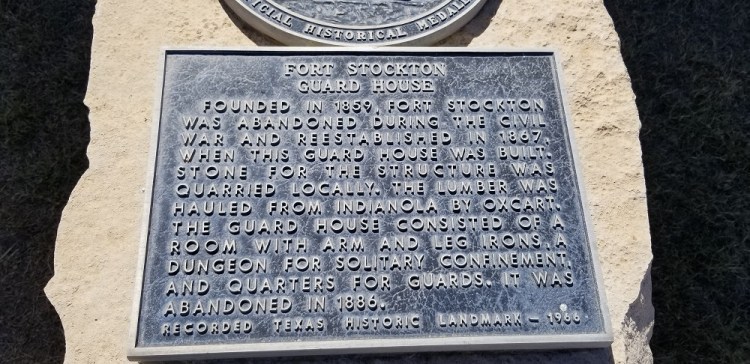 CIAL HISTORICAL MEDAL
FORT STOCKTON
GUARD HOUSE
FOUNDED IN 1859, FORT STOCKTON
WAS ABANDONED DURING THE CIVIL
WAR AND REESTABLISHED IN 1867,
WHEN THIS GUARD HOUSE WAS BUILT.
STONE FOR THE STRUCTURE WAS
QUARRIED LOCALLY. THE LUMBER WAS
HAULED FROM INDIANOLA BY OXCART.
THE GUARD HOUSE CONSISTED OF A
ROOM WITH ARM AND LEG IRONS, A
DUNGEON FOR SOLITARY CONFINEMENT,
AND QUARTERS FOR GUARDS. IT WAS
ABANDONED IN 1886.
RECORDED TEXAS HISTORIC LANDMARK – 1966